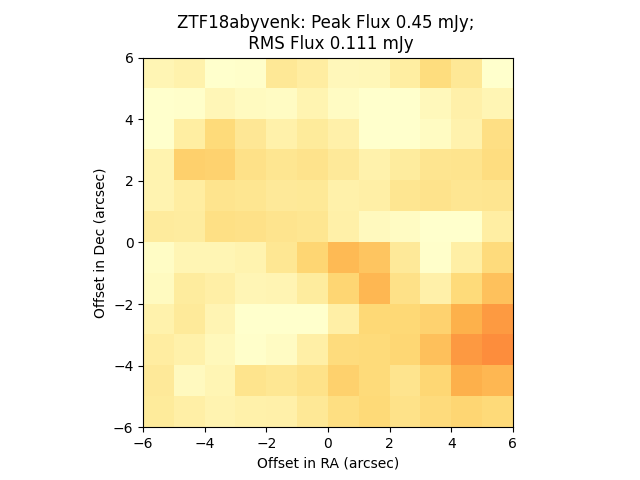 ZTF18abyvenk: Peak Flux 0.45 mJy;
RMS Flux 0.111 mJy
6
4
2
0
−2
−4
−6
Offset in Dec (arcsec)
−6 −4 −2 0 2 4 6
Offset in RA (arcsec)